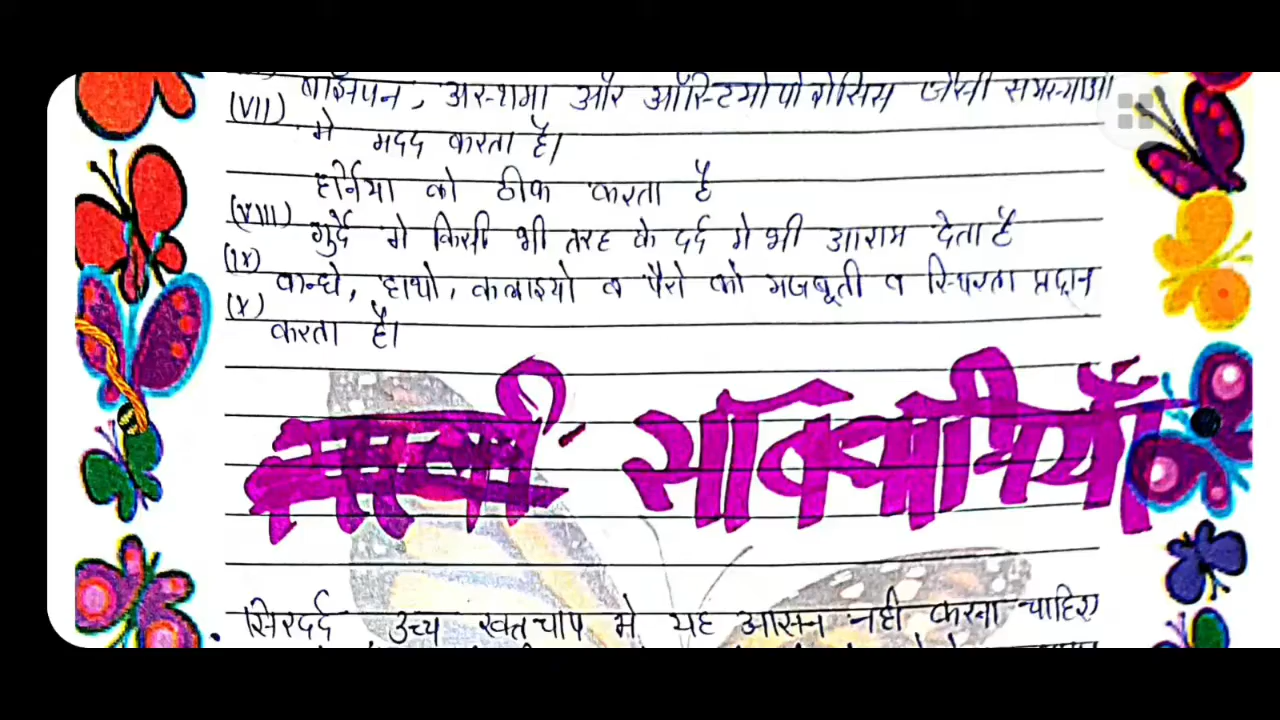 (VII) बाँझपन, अस्थमा और ऑस्टियोपोरोसिस जैसी समस्याओ
मे मदद करता है।
हर्निया को ठीक करता है
(VIII) गुर्दे मे किसी भी तरह के दर्द मे भी आराम देता है
(IX) कन्धे, हाथो, कलाइयो व पैरो को मजबूती व स्थिरता प्रदान
(X) करता है।
सावधानियाँ
सिरदर्द उच्च रक्तचाप मे यह आसन नही करना चाहिए